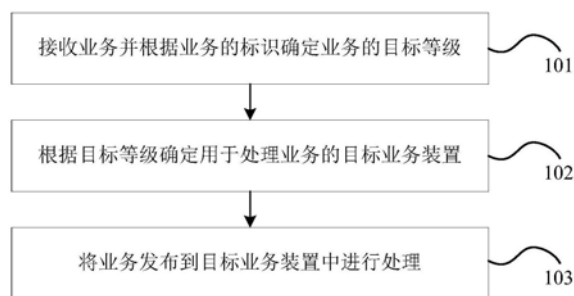 接收业务并根据业务的标识确定业务的目标等级
101
根据目标等级确定用于处理业务的目标业务装置
102
将业务发布到目标业务装置中进行处理
103